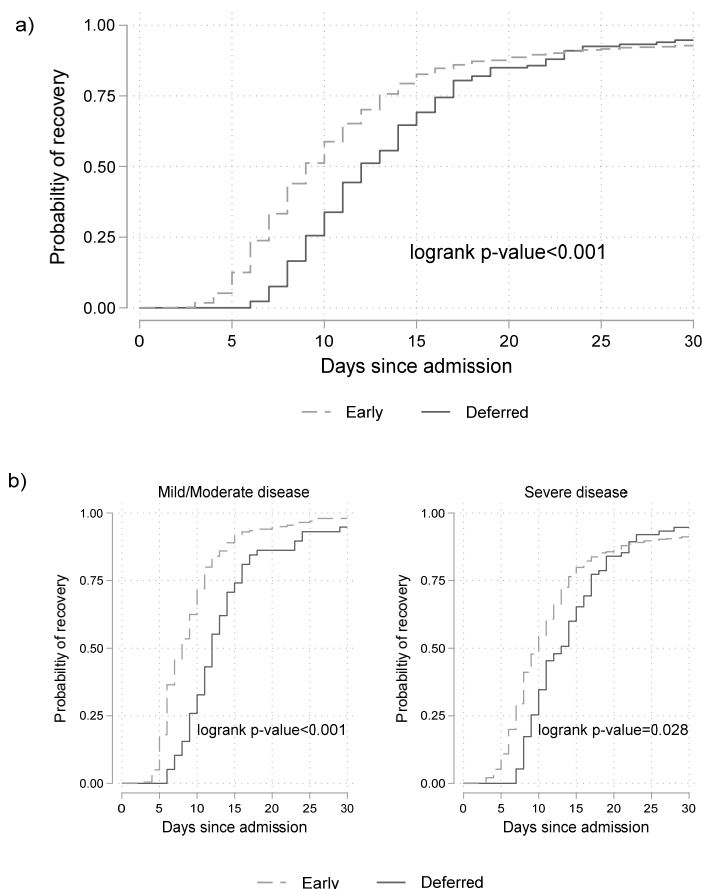 a)
1.00
0.75
0.50
0.25
0.00
Probabiltiy of recovery
logrank p-value<0.001
0 5 10 15 20 25 30
Days since admission
Early Deferred
b)
Mild/Moderate disease
1.00
0.75
0.50
0.25
0.00
Probabiltiy of recovery
logrank p-value<0.001
0 5 10 15 20 25 30
Days since admission
Severe disease
1.00
0.75
0.50
0.25
0.00
Probabiltiy of recovery
logrank p-value=0.028
0 5 10 15 20 25 30
Days since admission
Early Deferred